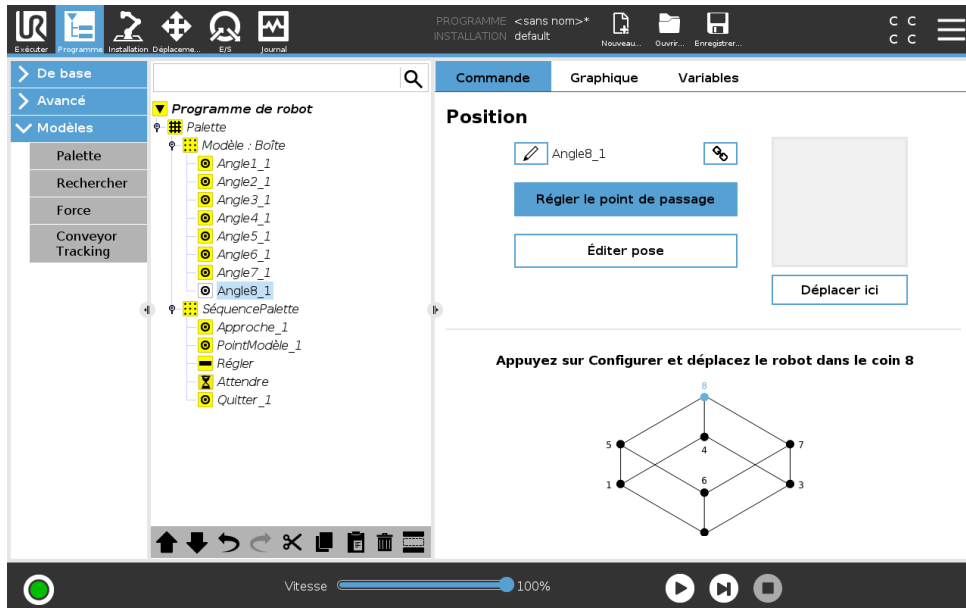 PROGRAMME <sans nom>*
INSTALLATION default
Exécuter
Programme
Installation
Déplaceme...
E/S
Journal
Nouveau...
Ouvrir...
Enregistrer...
C C
C C
De base
Avancé
Modèles
Palette
Rechercher
Force
Conveyor
Tracking
Programme de robot
Palette
Modèle : Boîte
Angle1_1
Angle2_1
Angle3_1
Angle4_1
Angle5_1
Angle6_1
Angle7_1
Angle8_1
SéquencePalette
Approche_1
PointModèle_1
Régler
Attendre
Quitter_1
Commande
Graphique
Variables
Position
Angle8_1
Régler le point de passage
Éditer pose
Déplacer ici
Appuyez sur Configurer et déplacez le robot dans le coin 8
8
5
7
4
1
6
3
Vitesse
100%